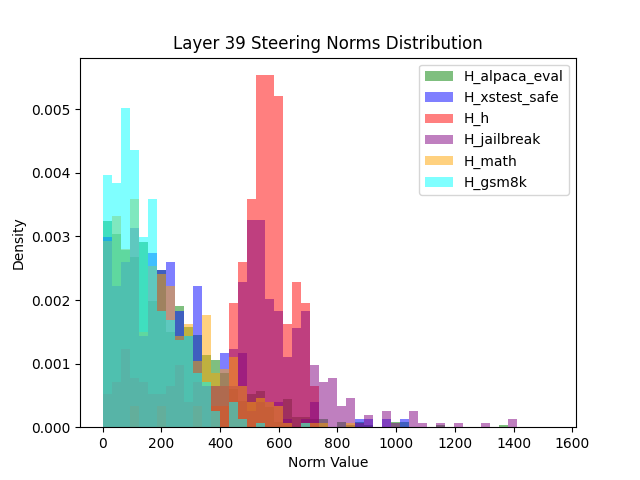 Layer 39 Steering Norms Distribution
H_alpaca_eval
H_xstest_safe
H_h
H_jailbreak
H_math
H_gsm8k
Density
0.005
0.004
0.003
0.002
0.001
0.000
0 200 400 600 800 1000 1200 1400 1600
Norm Value